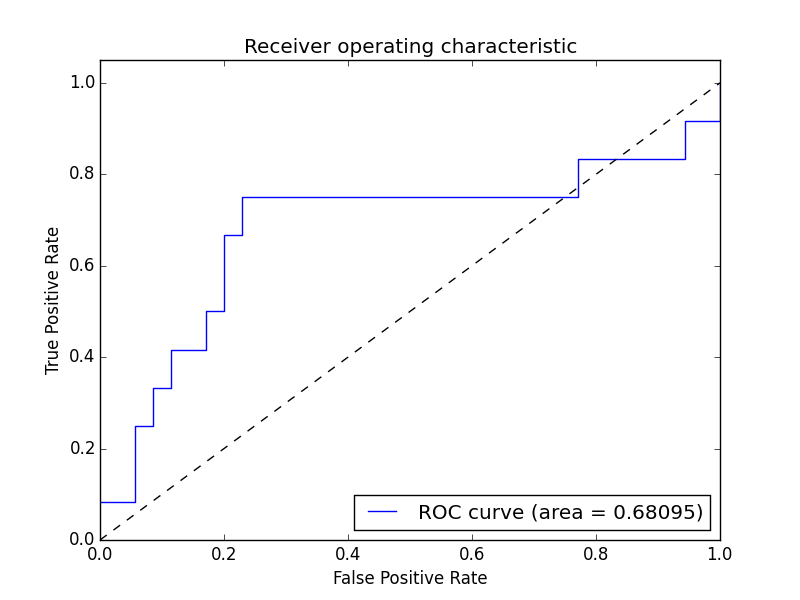 Receiver operating characteristic
1.0
0.8
0.6
0.4
0.2
0.0
True Positive Rate
ROC curve (area = 0.68095)
0.0 0.2 0.4 0.6 0.8 1.0
False Positive Rate